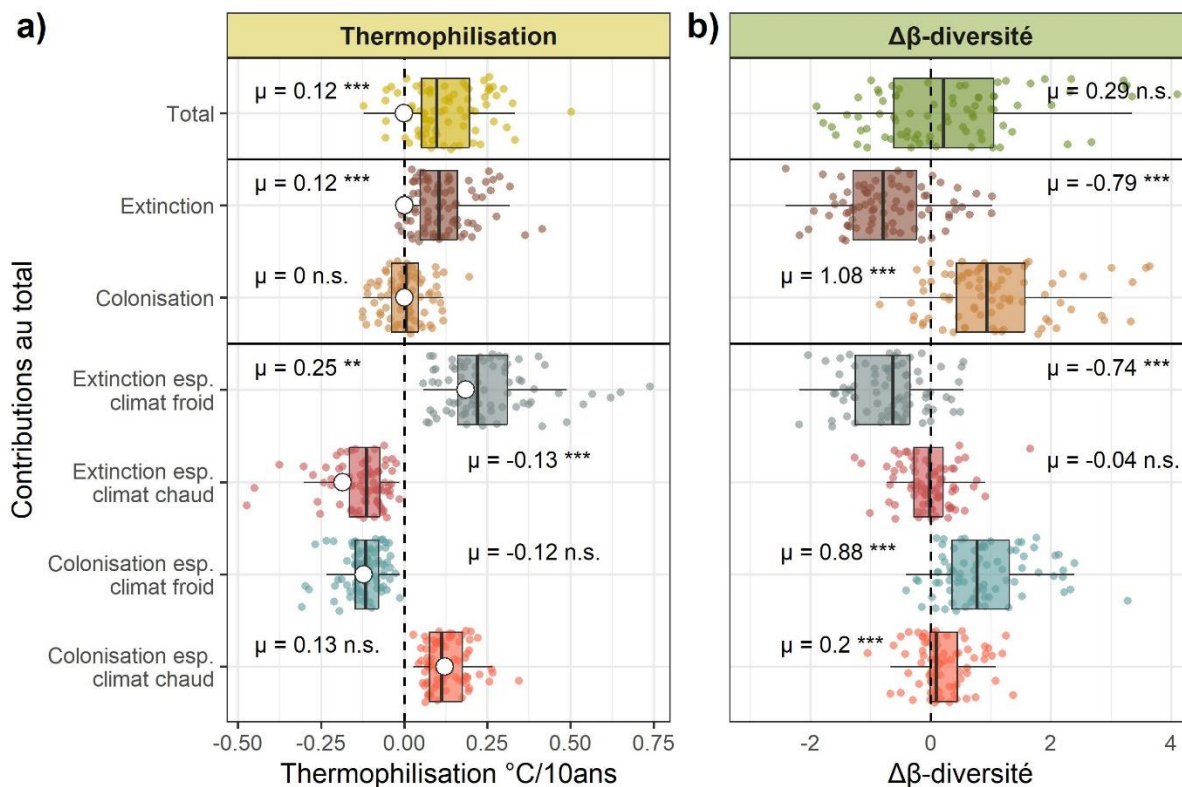 a)
Thermophilisation
b)
Δβ-diversité
Contributions au total
Total
μ = 0.12 ***
μ = 0.29 n.s.
Extinction
μ = 0.12 ***
μ = -0.79 ***
Colonisation
μ = 0 n.s.
μ = 1.08 ***
Extinction esp.
climat froid
μ = 0.25 **
μ = -0.74 ***
Extinction esp.
climat chaud
μ = -0.13 ***
μ = -0.04 n.s.
Colonisation esp.
climat froid
μ = -0.12 n.s.
μ = 0.88 ***
Colonisation esp.
climat chaud
μ = 0.13 n.s.
μ = 0.2 ***
-0.50 -0.25 0.00 0.25 0.50 0.75
-2 0 2 4
Thermophilisation °C/10ans
Δβ-diversité